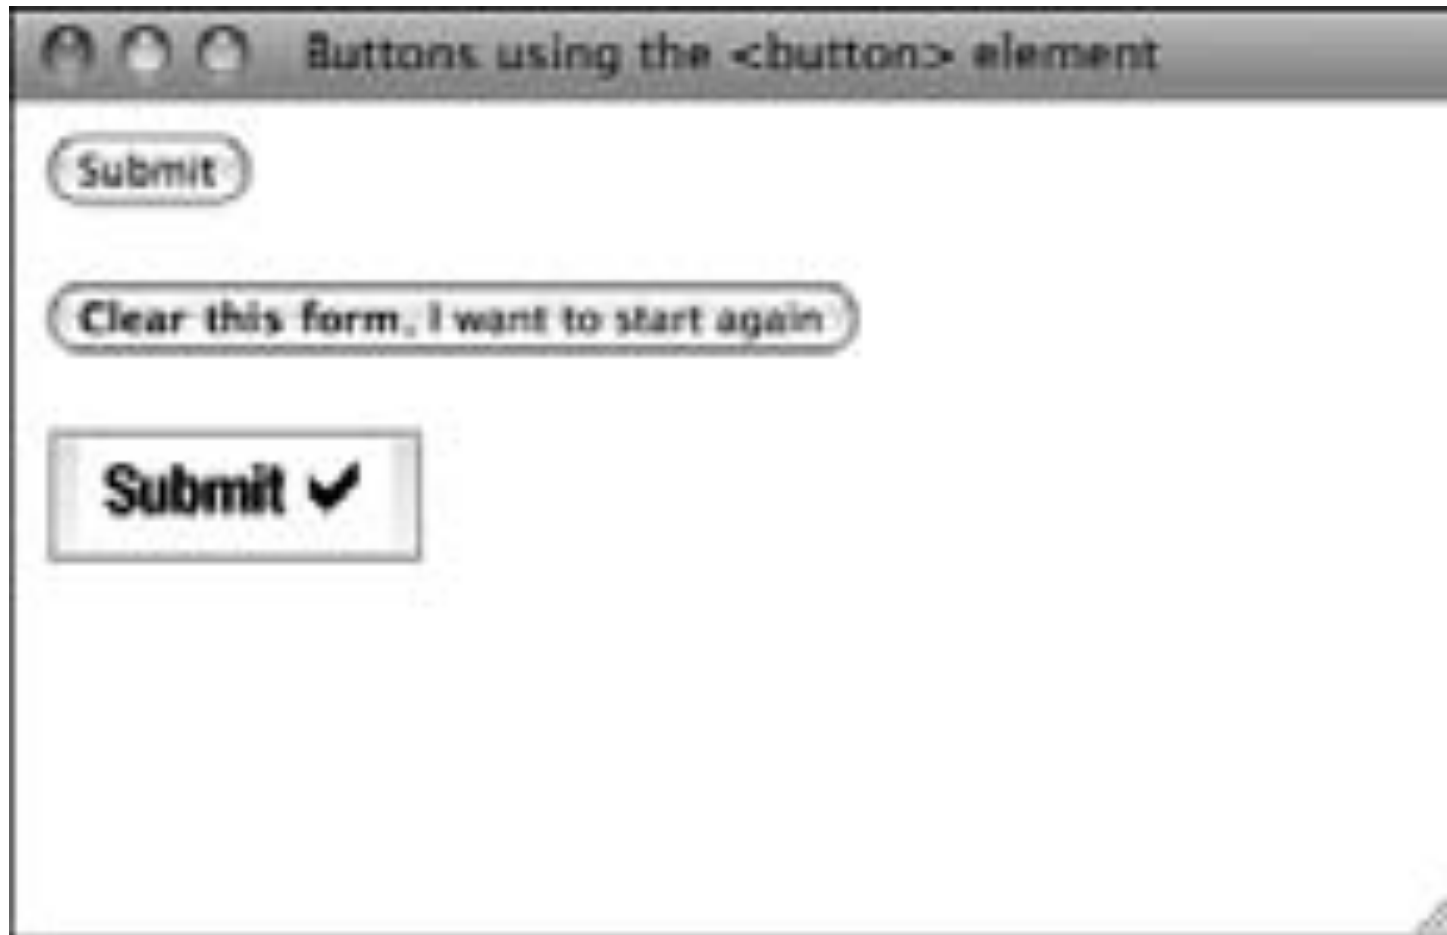 Buttons using the <button> element
Submit
Clear this form, I want to start again
Submit ✓